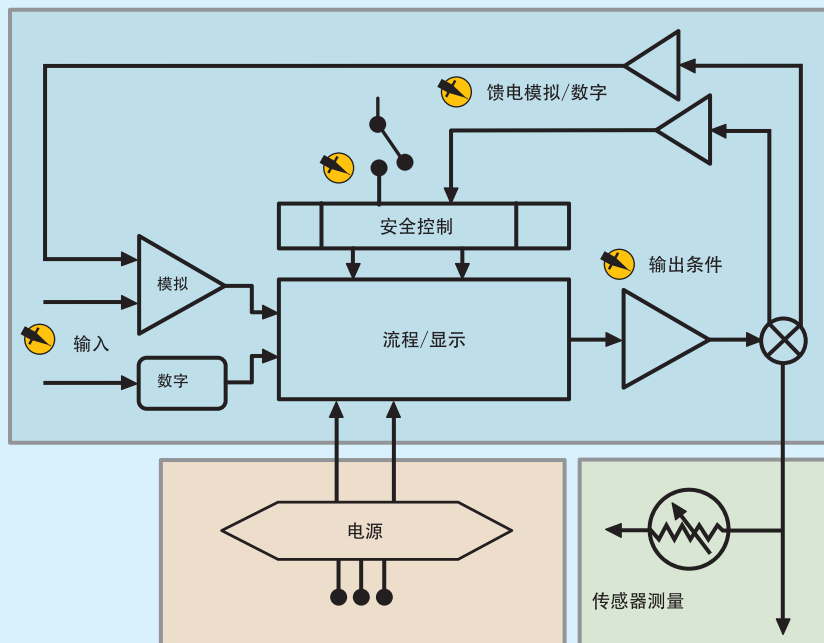 馈电模拟/数字
安全控制
输出条件
模拟
流程/显示
输入
数字
电源
传感器测量